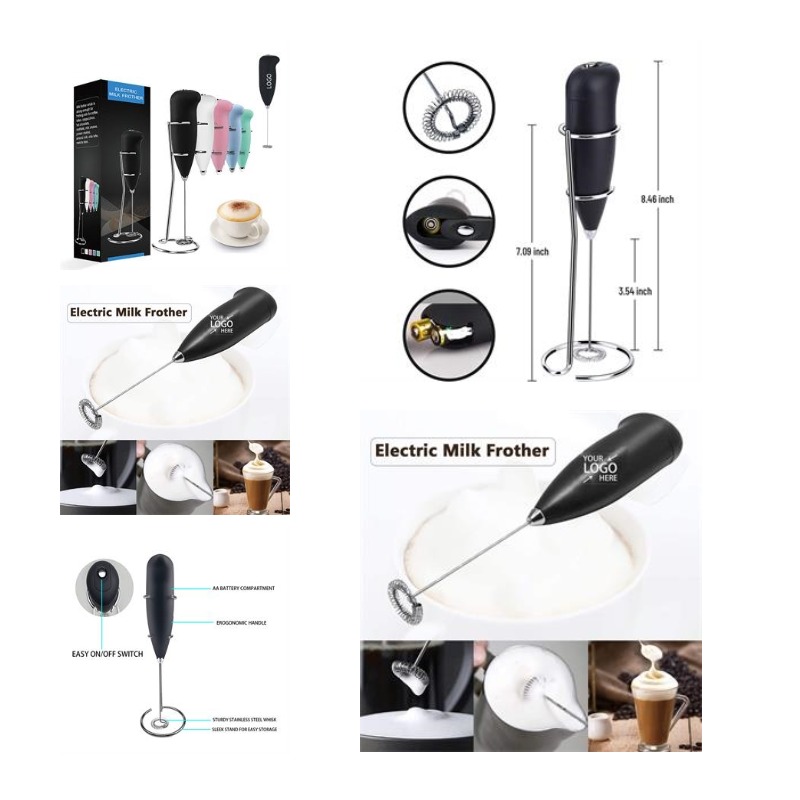 ELECTRIC
MILK FROTHER
LOGO
8.46 inch
7.09 inch
3.54 inch
Electric Milk Frother
YOUR
LOGO
HERE
Electric Milk Frother
YOUR
LOGO
HERE
AA BATTERY COMPARTMENT
ERGOGONOMIC HANDLE
EASY ON/OFF SWITCH
STURDY STAINLESS STEEL WHISK
SLEEK STAND FOR EASY STORAGE